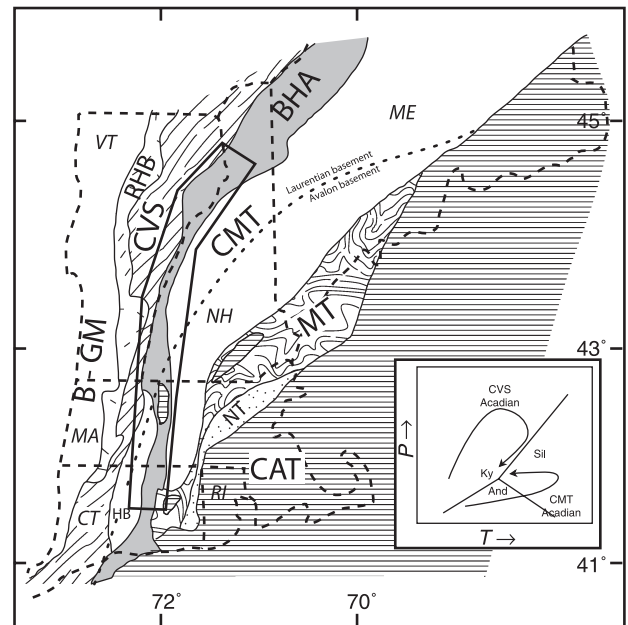 BHA
ME
45°
VT
RHB
CVS
Laurentian basement
Avalon basement
CMT
NH
MT
43°
B - GM
NT
MA
CAT
RI
CT
HB
CVS
Acadian
P→
Sil
Ky
And
CMT
Acadian
T→
41°
72°
70°